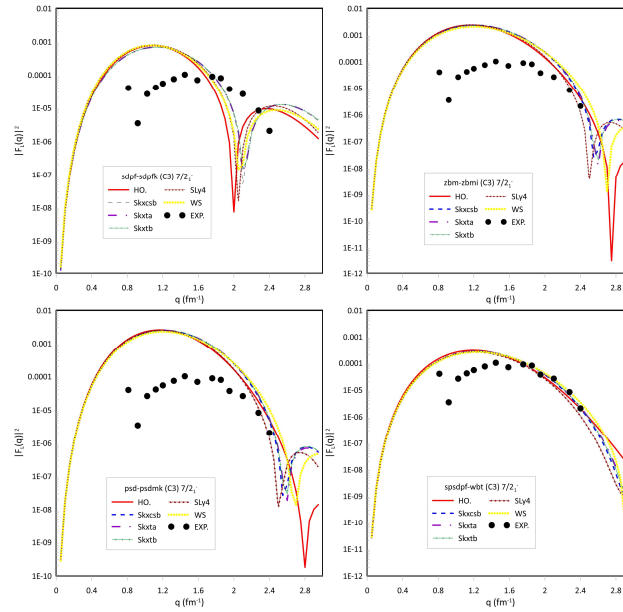 0.01
0.001
0.0001
1E-05
1E-06
1E-07
1E-08
1E-09
1E-10
|F_L(q)|²
0 0.4 0.8 1.2 1.6 2 2.4 2.8
q (fm⁻¹)
sdpf-sdpfk (C3) 7/2₁⁻
HO. SLy4
Skxcsb WS
Skxta EXP.
Skxtb
0.01
0.001
0.0001
1E-05
1E-06
1E-07
1E-08
1E-09
1E-10
1E-11
1E-12
|F_L(q)|²
0 0.4 0.8 1.2 1.6 2 2.4 2.8
q (fm⁻¹)
zbm-zbmi (C3) 7/2₁⁻
HO. SLy4
Skxcsb WS
Skxta EXP.
Skxtb
0.01
0.001
0.0001
1E-05
1E-06
1E-07
1E-08
1E-09
1E-10
|F_L(q)|²
0 0.4 0.8 1.2 1.6 2 2.4 2.8
q (fm⁻¹)
psd-psdmk (C3) 7/2₁⁻
HO. SLy4
Skxcsb WS
Skxta EXP.
Skxtb
0.01
0.001
0.0001
1E-05
1E-06
1E-07
1E-08
1E-09
1E-10
1E-11
1E-12
|F_L(q)|²
0 0.4 0.8 1.2 1.6 2 2.4 2.8
q (fm⁻¹)
spsdpf-wbt (C3) 7/2₁⁻
HO. SLy4
Skxcsb WS
Skxta EXP.
Skxtb